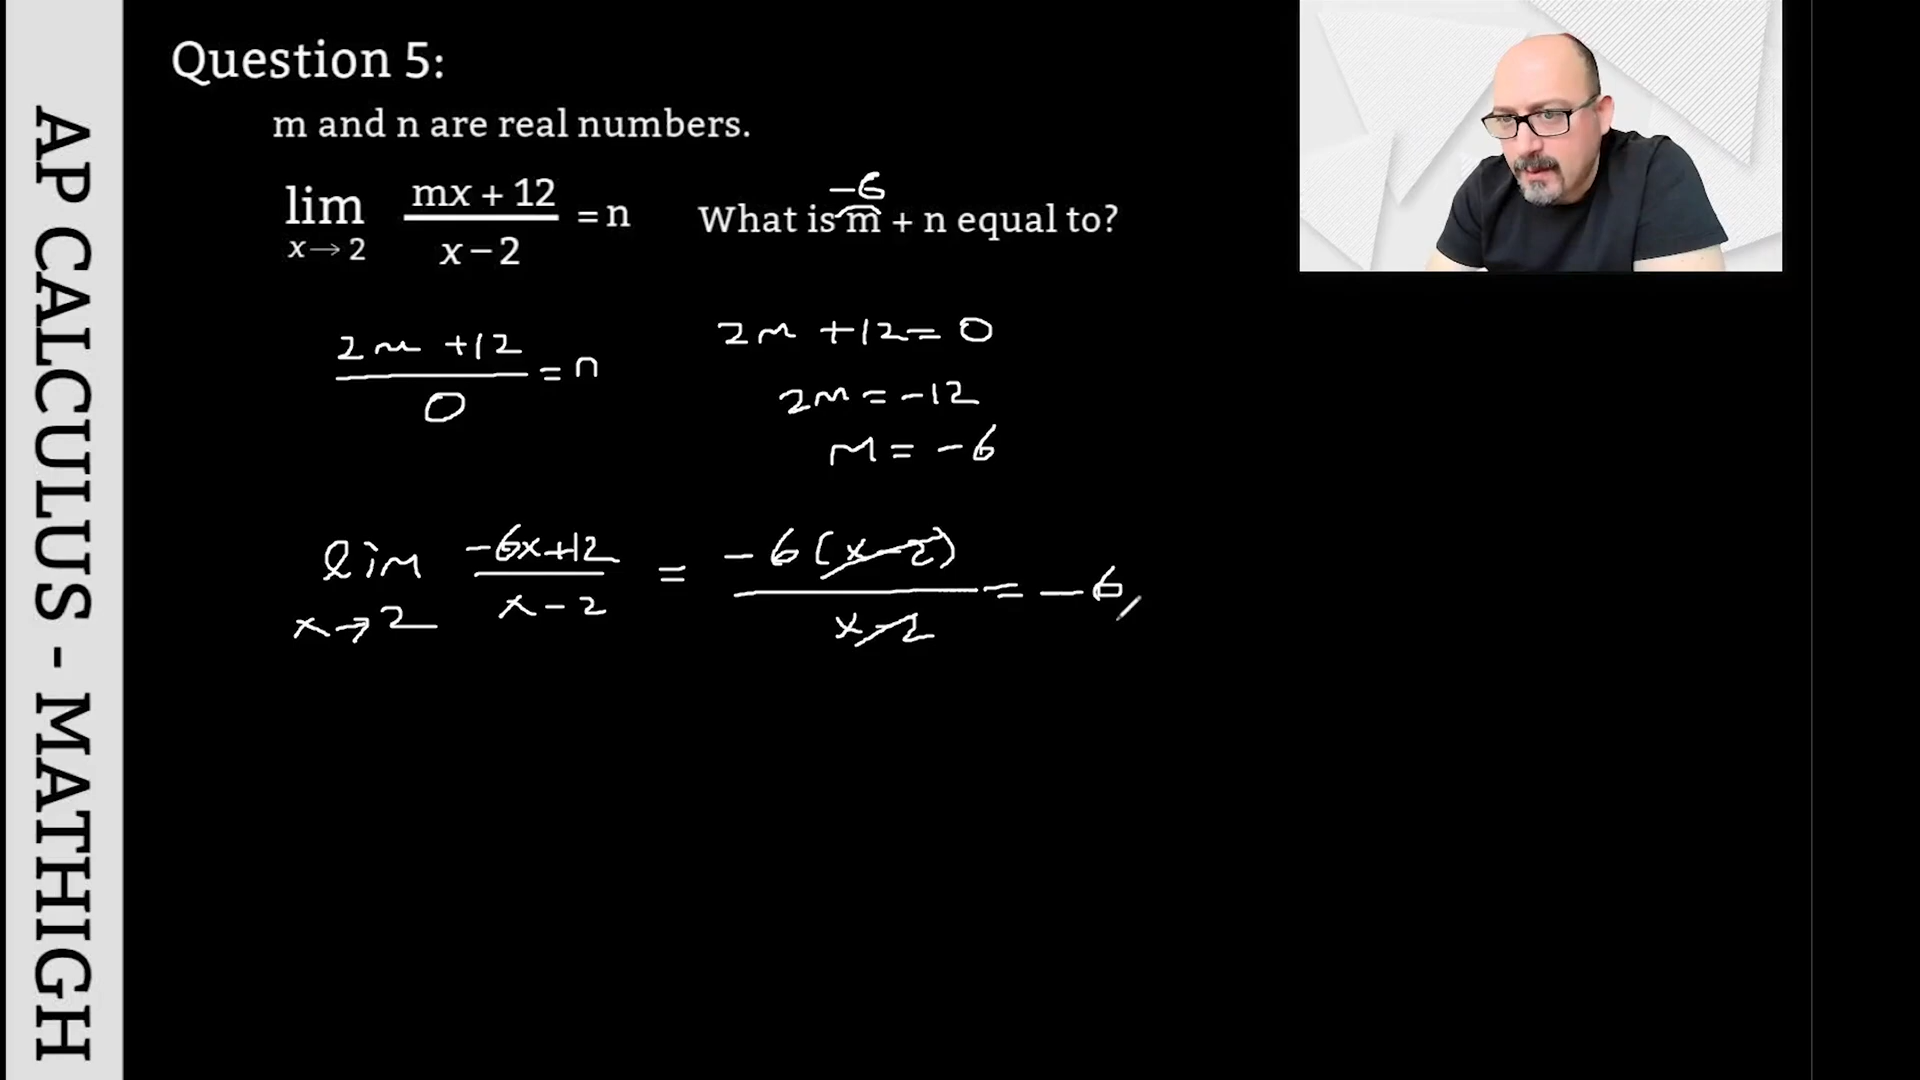 AP CALCULUS - MATHIGH
Question 5:
m and n are real numbers.
lim x→2 (mx + 12)/(x - 2) = n What is m + n equal to?
-6
(2m + 12)/0 = n
2m + 12 = 0
2m = -12
m = -6
lim x→2 (-6x+12)/(x-2) = (-6(x-2))/(x-2) = -6